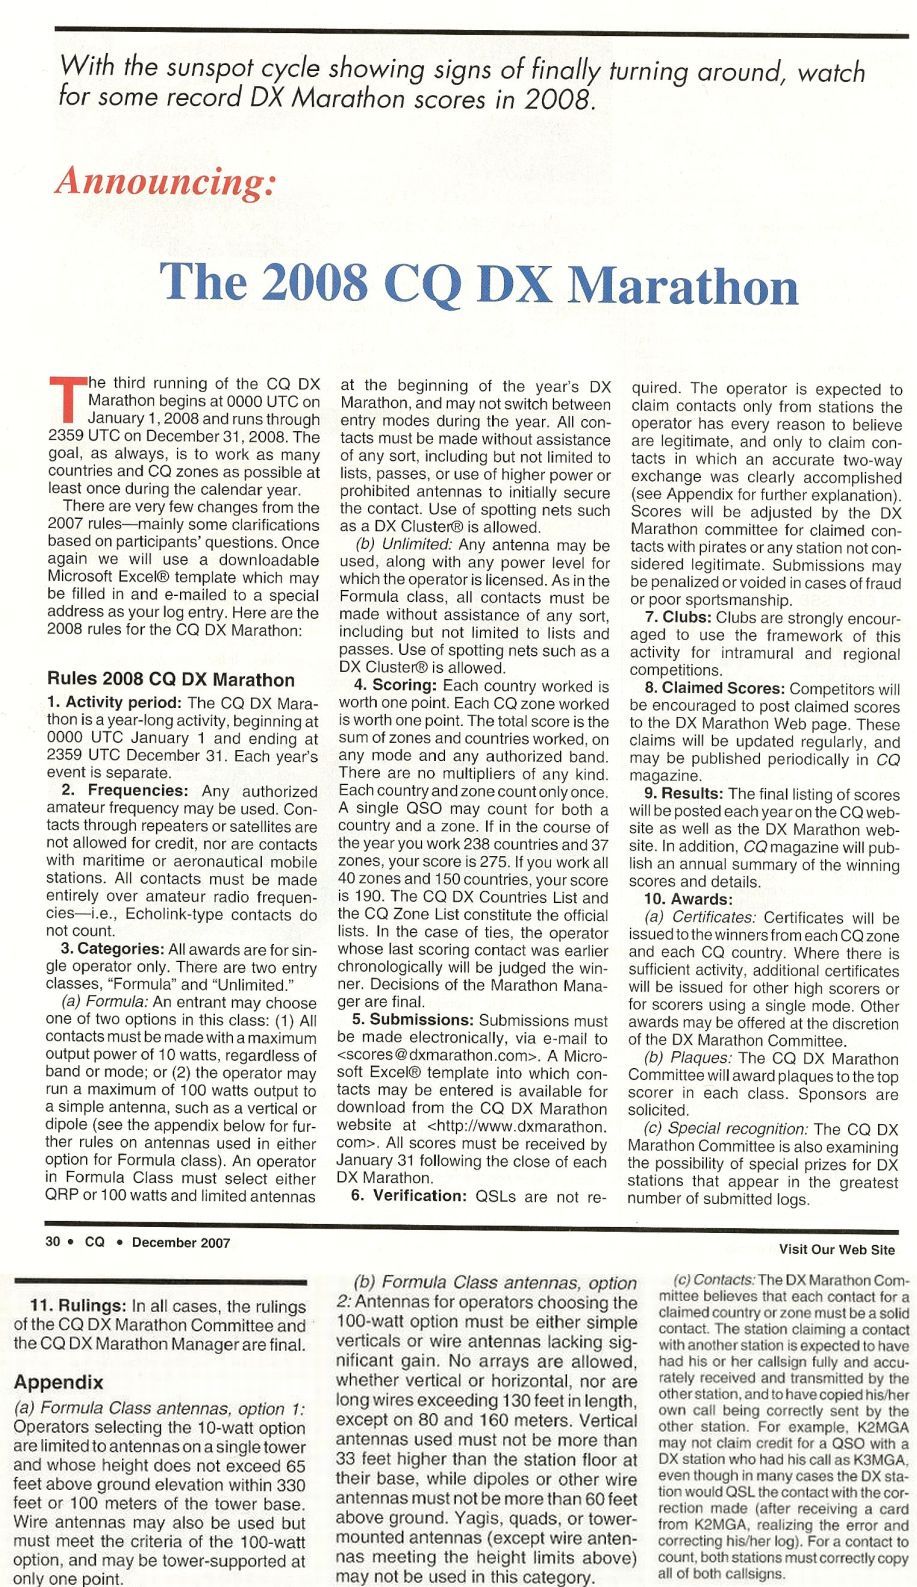 With the sunspot cycle showing signs of finally turning around, watch
for some record DX Marathon scores in 2008.
Announcing:
The 2008 CQ DX Marathon
The third running of the CQ DX
Marathon begins at 0000 UTC on
January 1, 2008 and runs through
2359 UTC on December 31, 2008. The
goal, as always, is to work as many
countries and CQ zones as possible at
least once during the calendar year.
There are very few changes from the
2007 rules—mainly some clarifications
based on participants' questions. Once
again we will use a downloadable
Microsoft Excel® template which may
be filled in and e-mailed to a special
address as your log entry. Here are the
2008 rules for the CQ DX Marathon:
Rules 2008 CQ DX Marathon
1. Activity period: The CQ DX Mara-
thon is a year-long activity, beginning at
0000 UTC January 1 and ending at
2359 UTC December 31. Each year's
event is separate.
2. Frequencies: Any authorized
amateur frequency may be used. Con-
tacts through repeaters or satellites are
not allowed for credit, nor are contacts
with maritime or aeronautical mobile
stations. All contacts must be made
entirely over amateur radio frequen-
cies—i.e., Echolink-type contacts do
not count.
3. Categories: All awards are for sin-
gle operator only. There are two entry
classes, "Formula" and "Unlimited."
(a) Formula: An entrant may choose
one of two options in this class: (1) All
contacts must be made with a maximum
output power of 10 watts, regardless of
band or mode; or (2) the operator may
run a maximum of 100 watts output to
a simple antenna, such as a vertical or
dipole (see the appendix below for fur-
ther rules on antennas used in either
option for Formula class). An operator
in Formula Class must select either
QRP or 100 watts and limited antennas
at the beginning of the year's DX
Marathon, and may not switch between
entry modes during the year. All con-
tacts must be made without assistance
of any sort, including but not limited to
lists, passes, or use of higher power or
prohibited antennas to initially secure
the contact. Use of spotting nets such
as a DX Cluster® is allowed.
(b) Unlimited: Any antenna may be
used, along with any power level for
which the operator is licensed. As in the
Formula class, all contacts must be
made without assistance of any sort,
including but not limited to lists and
passes. Use of spotting nets such as a
DX Cluster® is allowed.
4. Scoring: Each country worked is
worth one point. Each CQ zone worked
is worth one point. The total score is the
sum of zones and countries worked, on
any mode and any authorized band.
There are no multipliers of any kind.
Each country and zone count only once.
A single QSO may count for both a
country and a zone. If in the course of
the year you work 238 countries and 37
zones, your score is 275. If you work all
40 zones and 150 countries, your score
is 190. The CQ DX Countries List and
the CQ Zone List constitute the official
lists. In the case of ties, the operator
whose last scoring contact was earlier
chronologically will be judged the win-
ner. Decisions of the Marathon Mana-
ger are final.
5. Submissions: Submissions must
be made electronically, via e-mail to
<scores@dxmarathon.com>. A Micro-
soft Excel® template into which con-
tacts may be entered is available for
download from the CQ DX Marathon
website at <http://www.dxmarathon.
com>. All scores must be received by
January 31 following the close of each
DX Marathon.
6. Verification: QSLs are not re-
quired. The operator is expected to
claim contacts only from stations the
operator has every reason to believe
are legitimate, and only to claim con-
tacts in which an accurate two-way
exchange was clearly accomplished
(see Appendix for further explanation).
Scores will be adjusted by the DX
Marathon committee for claimed con-
tacts with pirates or any station not con-
sidered legitimate. Submissions may
be penalized or voided in cases of fraud
or poor sportsmanship.
7. Clubs: Clubs are strongly encour-
aged to use the framework of this
activity for intramural and regional
competitions.
8. Claimed Scores: Competitors will
be encouraged to post claimed scores
to the DX Marathon Web page. These
claims will be updated regularly, and
may be published periodically in CQ
magazine.
9. Results: The final listing of scores
will be posted each year on the CQ web-
site as well as the DX Marathon web-
site. In addition, CQ magazine will pub-
lish an annual summary of the winning
scores and details.
10. Awards:
(a) Certificates: Certificates will be
issued to the winners from each CQ zone
and each CQ country. Where there is
sufficient activity, additional certificates
will be issued for other high scorers or
for scorers using a single mode. Other
awards may be offered at the discretion
of the DX Marathon Committee.
(b) Plaques: The CQ DX Marathon
Committee will award plaques to the top
scorer in each class. Sponsors are
solicited.
(c) Special recognition: The CQ DX
Marathon Committee is also examining
the possibility of special prizes for DX
stations that appear in the greatest
number of submitted logs.
30 • CQ • December 2007
Visit Our Web Site
11. Rulings: In all cases, the rulings
of the CQ DX Marathon Committee and
the CQ DX Marathon Manager are final.
Appendix
(a) Formula Class antennas, option 1:
Operators selecting the 10-watt option
are limited to antennas on a single tower
and whose height does not exceed 65
feet above ground elevation within 330
feet or 100 meters of the tower base.
Wire antennas may also be used but
must meet the criteria of the 100-watt
option, and may be tower-supported at
only one point.
(b) Formula Class antennas, option
2: Antennas for operators choosing the
100-watt option must be either simple
verticals or wire antennas lacking sig-
nificant gain. No arrays are allowed,
whether vertical or horizontal, nor are
long wires exceeding 130 feet in length,
except on 80 and 160 meters. Vertical
antennas used must not be more than
33 feet higher than the station floor at
their base, while dipoles or other wire
antennas must not be more than 60 feet
above ground. Yagis, quads, or tower-
mounted antennas (except wire anten-
nas meeting the height limits above)
may not be used in this category.
(c) Contacts: The DX Marathon Com-
mittee believes that each contact for a
claimed country or zone must be a solid
contact. The station claiming a contact
with another station is expected to have
had his or her callsign fully and accu-
rately received and transmitted by the
other station, and to have copied his/her
own call being correctly sent by the
other station. For example, K2MGA
may not claim credit for a QSO with a
DX station who had his call as K3MGA,
even though in many cases the DX sta-
tion would QSL the contact with the cor-
rection made (after receiving a card
from K2MGA, realizing the error and
correcting his/her log). For a contact to
count, both stations must correctly copy
all of both callsigns.